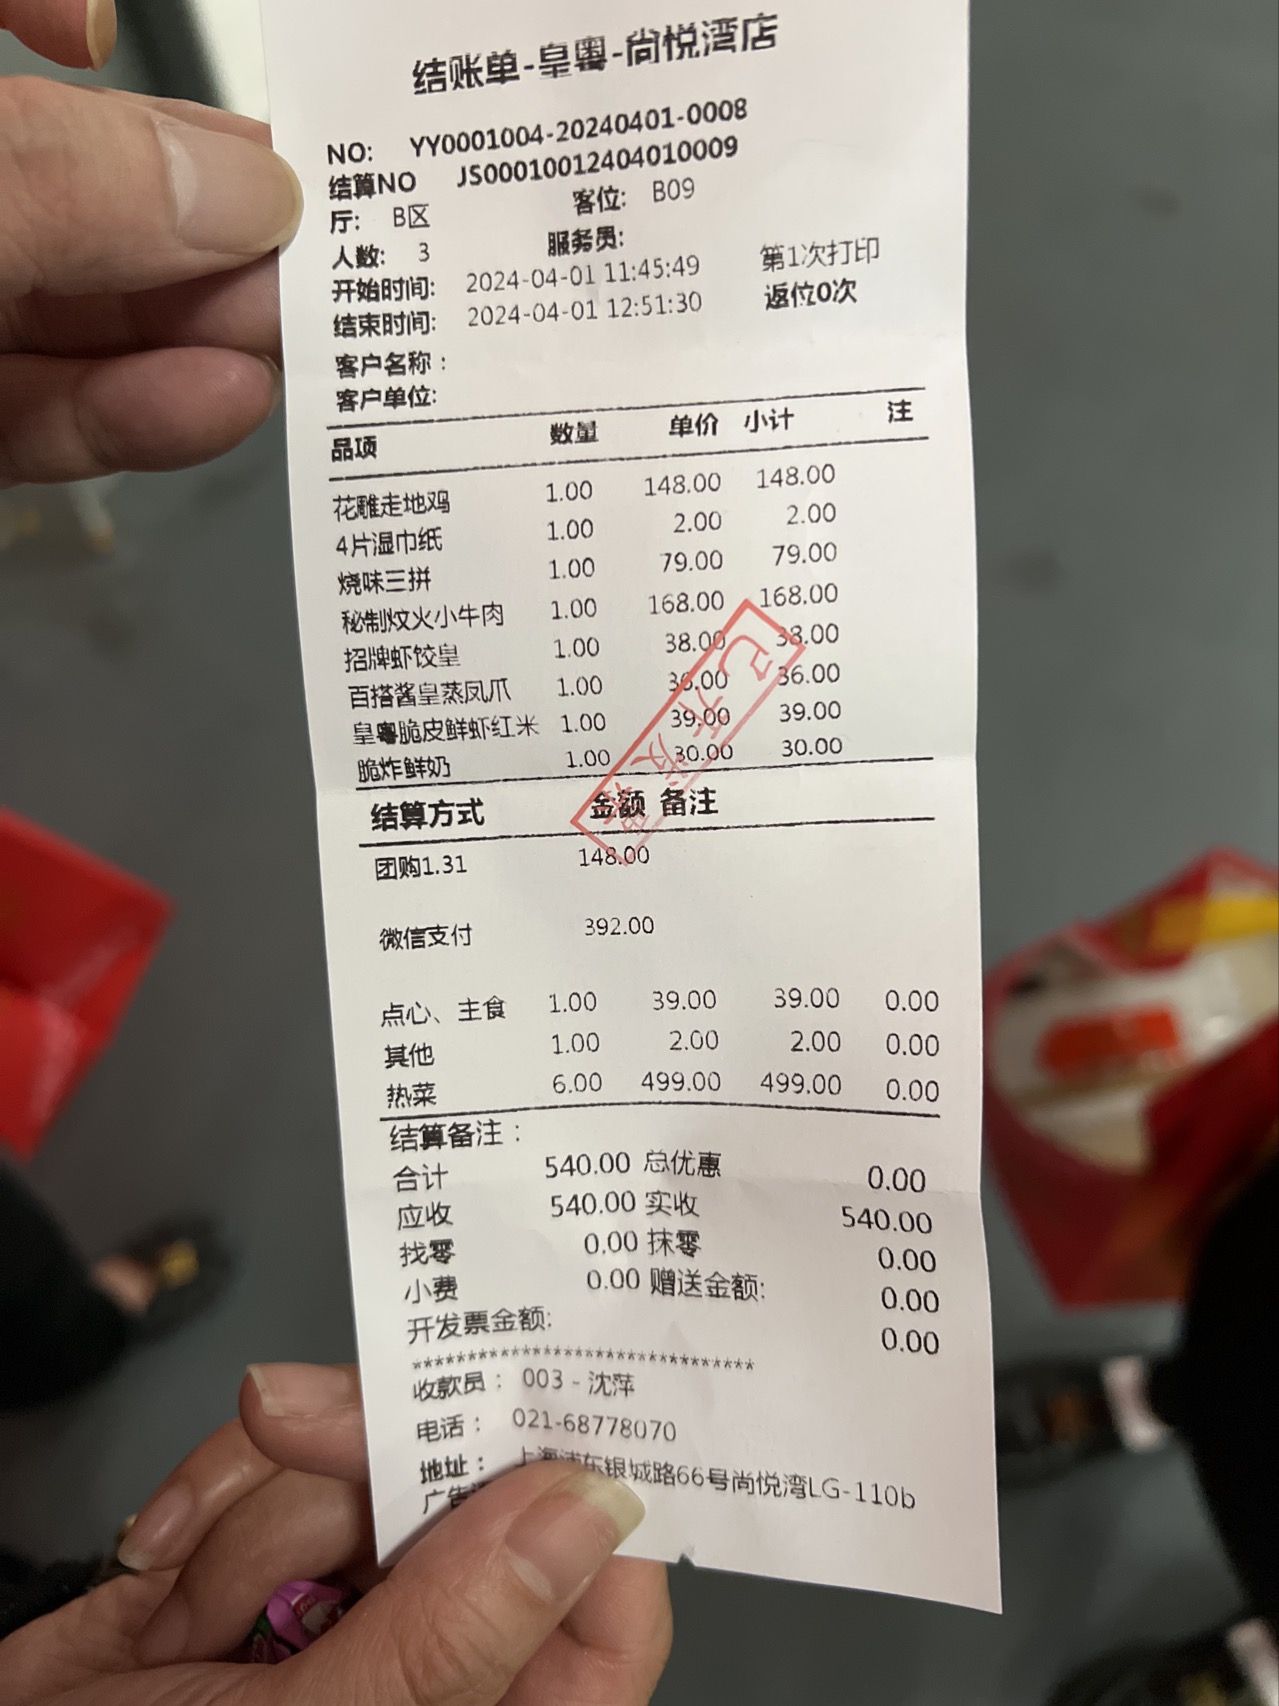 结账单-皇粤-尚悦湾店
NO: YY0001004-20240401-0008
结算NO JS00010012404010009
厅: B区 客位: B09
人数: 3 服务员:
开始时间: 2024-04-01 11:45:49 第1次打印
结束时间: 2024-04-01 12:51:30 返位0次
客户名称：
客户单位:
品项 数量 单价 小计 注
花雕走地鸡 1.00 148.00 148.00
4片湿巾纸 1.00 2.00 2.00
烧味三拼 1.00 79.00 79.00
秘制炆火小牛肉 1.00 168.00 168.00
招牌虾饺皇 1.00 38.00 38.00
百搭酱皇蒸凤爪 1.00 36.00 36.00
皇粤脆皮鲜虾红米 1.00 39.00 39.00
脆炸鲜奶 1.00 30.00 30.00
已开发票
结算方式 金额 备注
团购1.31 148.00
微信支付 392.00
点心、主食 1.00 39.00 39.00 0.00
其他 1.00 2.00 2.00 0.00
热菜 6.00 499.00 499.00 0.00
结算备注：
合计 540.00 总优惠 0.00
应收 540.00 实收 540.00
找零 0.00 抹零 0.00
小费 0.00 赠送金额: 0.00
开发票金额: 0.00
*******************************
收款员： 003 - 沈萍
电话： 021-68778070
地址： 上海浦东银城路66号尚悦湾LG-110b
广告